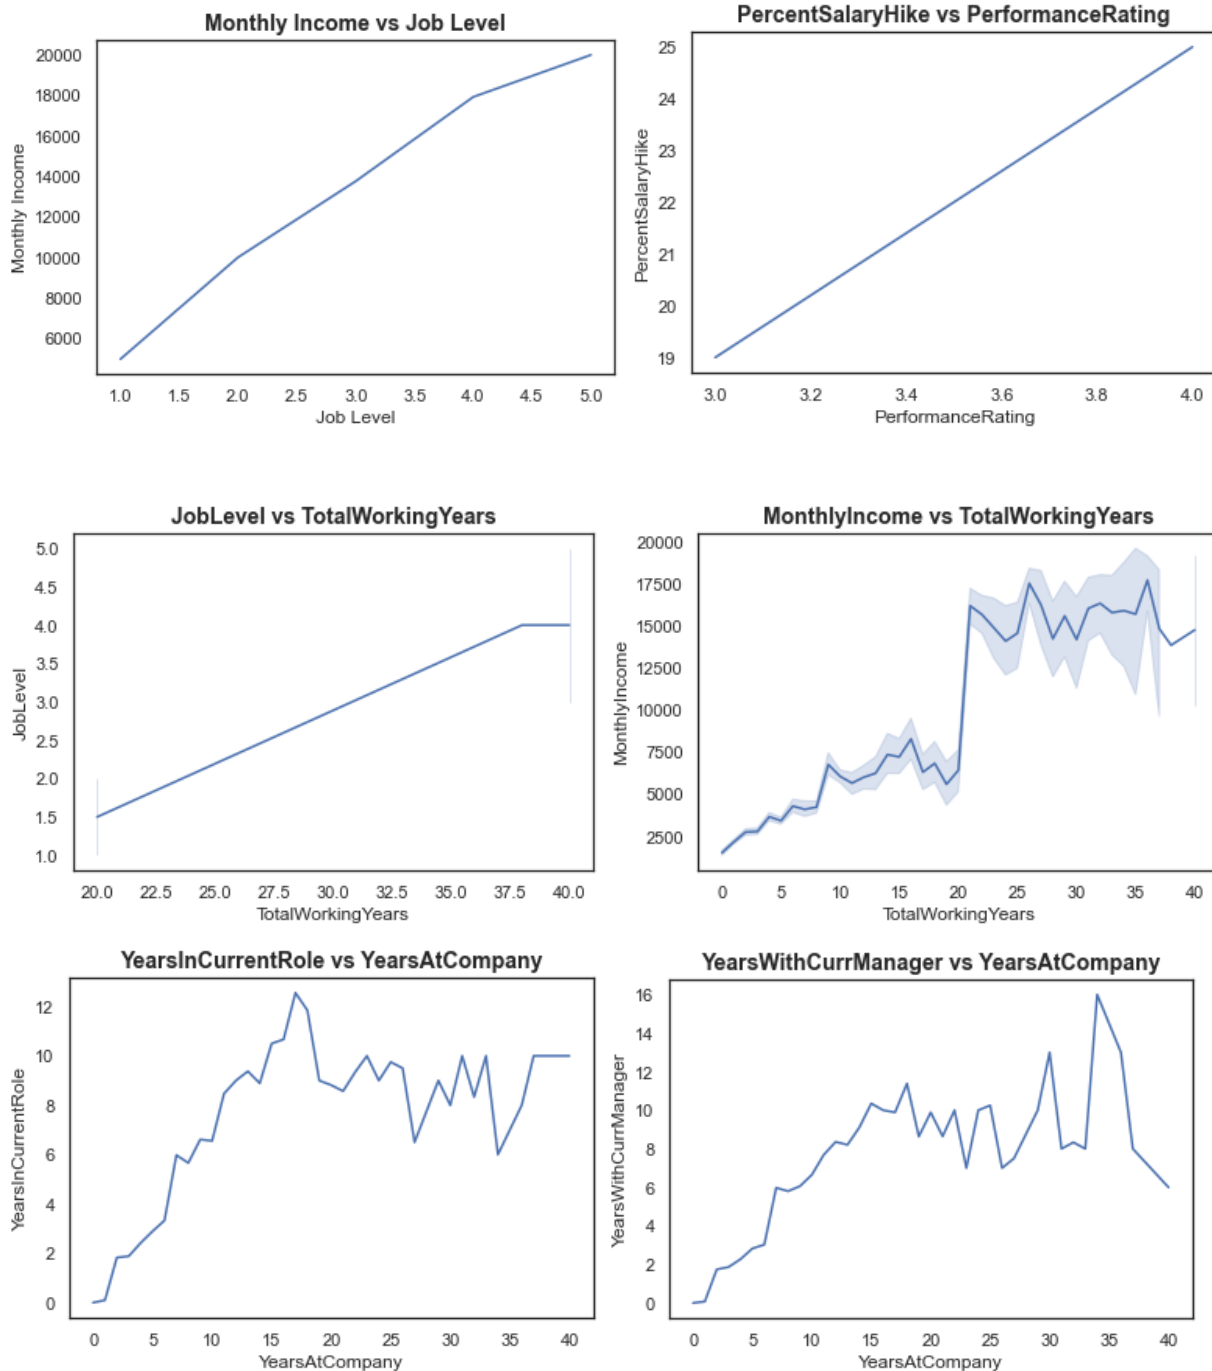 Monthly Income vs Job Level
20000
18000
16000
14000
12000
10000
8000
6000
Monthly Income
1.0 1.5 2.0 2.5 3.0 3.5 4.0 4.5 5.0
Job Level
PercentSalaryHike vs PerformanceRating
25
24
23
22
21
20
19
PercentSalaryHike
3.0 3.2 3.4 3.6 3.8 4.0
PerformanceRating
JobLevel vs TotalWorkingYears
5.0
4.5
4.0
3.5
3.0
2.5
2.0
1.5
1.0
JobLevel
20.0 22.5 25.0 27.5 30.0 32.5 35.0 37.5 40.0
TotalWorkingYears
MonthlyIncome vs TotalWorkingYears
20000
17500
15000
12500
10000
7500
5000
2500
MonthlyIncome
0 5 10 15 20 25 30 35 40
TotalWorkingYears
YearsInCurrentRole vs YearsAtCompany
12
10
8
6
4
2
0
YearsInCurrentRole
0 5 10 15 20 25 30 35 40
YearsAtCompany
YearsWithCurrManager vs YearsAtCompany
16
14
12
10
8
6
4
2
0
YearsWithCurrManager
0 5 10 15 20 25 30 35 40
YearsAtCompany